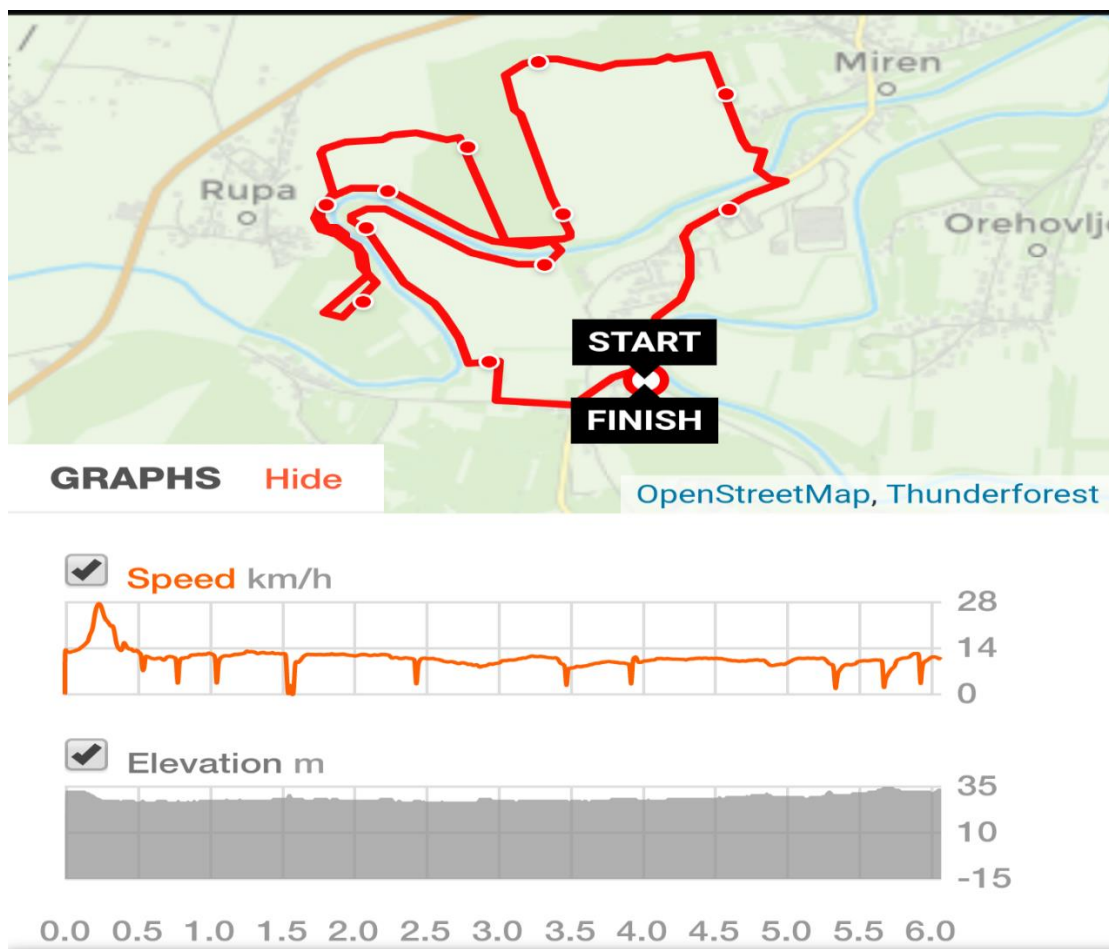 Miren
Rupa
Orehovlj
START
FINISH
GRAPHS Hide
OpenStreetMap, Thunderforest
Speed km/h
28
14
0
Elevation m
35
10
-15
0.0 0.5 1.0 1.5 2.0 2.5 3.0 3.5 4.0 4.5 5.0 5.5 6.0